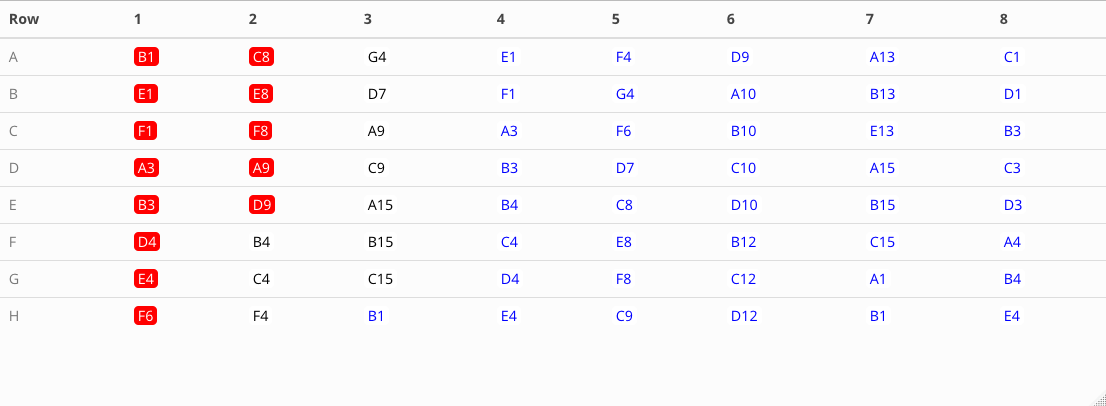 Row 1 2 3 4 5 6 7 8
A B1 C8 G4 E1 F4 D9 A13 C1
B E1 E8 D7 F1 G4 A10 B13 D1
C F1 F8 A9 A3 F6 B10 E13 B3
D A3 A9 C9 B3 D7 C10 A15 C3
E B3 D9 A15 B4 C8 D10 B15 D3
F D4 B4 B15 C4 E8 B12 C15 A4
G E4 C4 C15 D4 F8 C12 A1 B4
H F6 F4 B1 E4 C9 D12 B1 E4